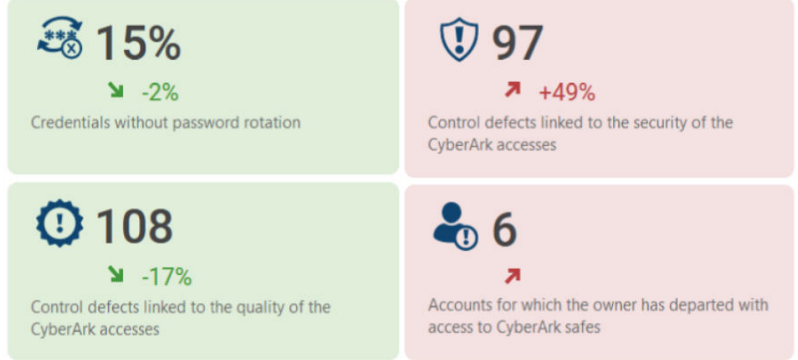 15%
-2%
Credentials without password rotation
97
+49%
Control defects linked to the security of the
CyberArk accesses
108
-17%
Control defects linked to the quality of the
CyberArk accesses
6
Accounts for which the owner has departed with
access to CyberArk safes